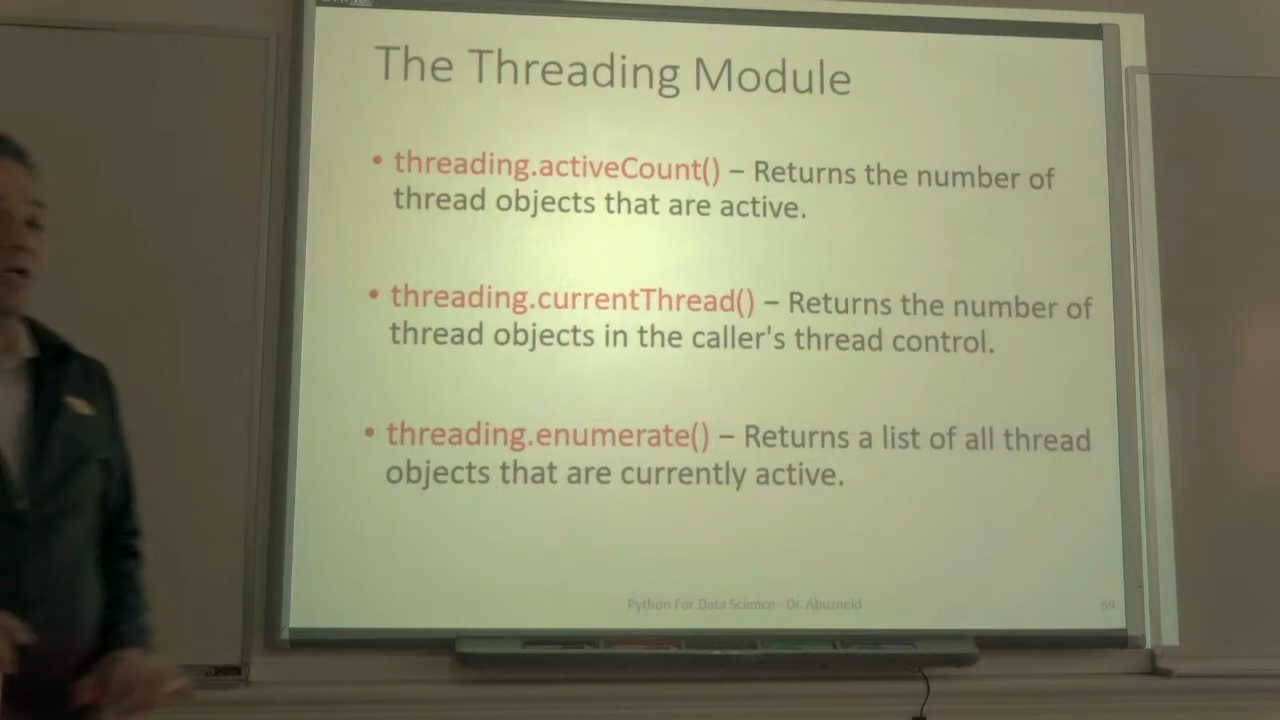 The Threading Module
• threading.activeCount() – Returns the number of
thread objects that are active.
• threading.currentThread() – Returns the number of
thread objects in the caller's thread control.
• threading.enumerate() – Returns a list of all thread
objects that are currently active.
Python For Data Science - Dr. Abuzneid